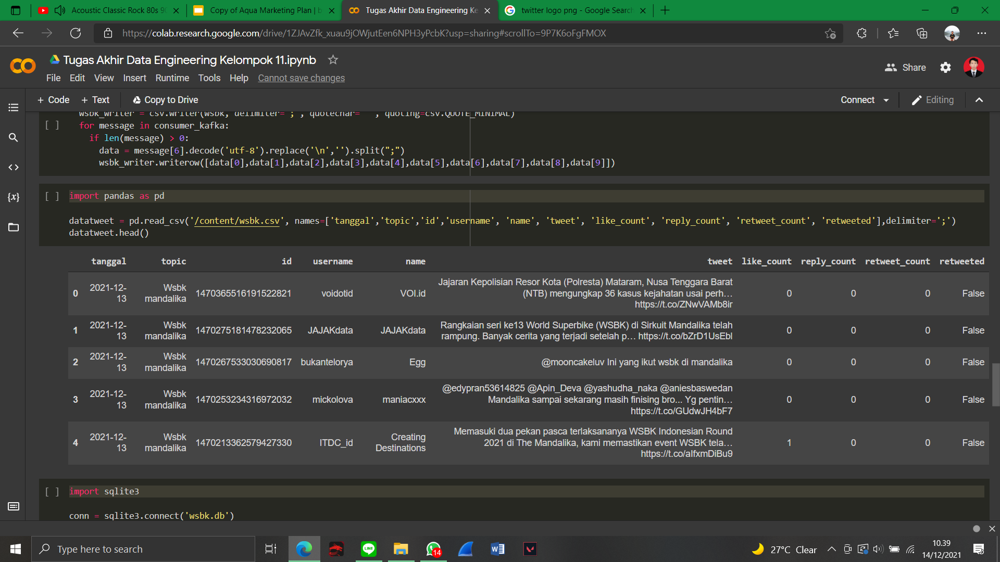 Acoustic Classic Rock 80s 9
Copy of Aqua Marketing Plan | b
Tugas Akhir Data Engineering Ke
twitter logo png - Google Search
https://colab.research.google.com/drive/1ZJAvZfk_xuau9jOWjutEen6NPH3yPcbK?usp=sharing#scrollTo=9P7K6oFgFMOX
Tugas Akhir Data Engineering Kelompok 11.ipynb
Share
File Edit View Insert Runtime Tools Help Cannot save changes
+ Code + Text Copy to Drive Connect Editing
wsbk_writer = csv.writer(wsbk, delimiter=';', quotechar=' ', quoting=csv.QUOTE_MINIMAL)
[ ] for message in consumer_kafka:
if len(message) > 0:
data = message[6].decode('utf-8').replace('\n','').split(";")
wsbk_writer.writerow([data[0],data[1],data[2],data[3],data[4],data[5],data[6],data[7],data[8],data[9]])
[ ] import pandas as pd
datatweet = pd.read_csv('/content/wsbk.csv', names=['tanggal','topic','id','username', 'name', 'tweet', 'like_count', 'reply_count', 'retweet_count', 'retweeted'],delimiter=';')
datatweet.head()
tanggal topic id username name tweet like_count reply_count retweet_count retweeted
0 2021-12-13 Wsbk mandalika 1470365516191522821 voidotid VOI.id Jajaran Kepolisian Resor Kota (Polresta) Mataram, Nusa Tenggara Barat (NTB) mengungkap 36 kasus kejahatan usai perh… https://t.co/ZNwVAMb8ir 0 0 0 False
1 2021-12-13 Wsbk mandalika 1470275181478232065 JAJAKdata JAJAKdata Rangkaian seri ke13 World Superbike (WSBK) di Sirkuit Mandalika telah rampung. Banyak cerita yang terjadi setelah p… https://t.co/bZrD1UsEbl 0 0 0 False
2 2021-12-13 Wsbk mandalika 1470267533030690817 bukantelorya Egg @mooncakeluv Ini yang ikut wsbk di mandalika 0 0 0 False
3 2021-12-13 Wsbk mandalika 1470253234316972032 mickolova maniacxxx @edypran53614825 @Apin_Deva @yashudha_naka @aniesbaswedan Mandalika sampai sekarang masih finising bro... Yg pentin… https://t.co/GUdwJH4bF7 0 0 0 False
4 2021-12-13 Wsbk mandalika 1470213362579427330 ITDC_id Creating Destinations Memasuki dua pekan pasca terlaksananya WSBK Indonesian Round 2021 di The Mandalika, kami memastikan event WSBK tela… https://t.co/aIfxmDiBu9 1 0 0 False
[ ] import sqlite3
conn = sqlite3.connect('wsbk.db')
Type here to search
LINE
14
27°C Clear
10.39
14/12/2021